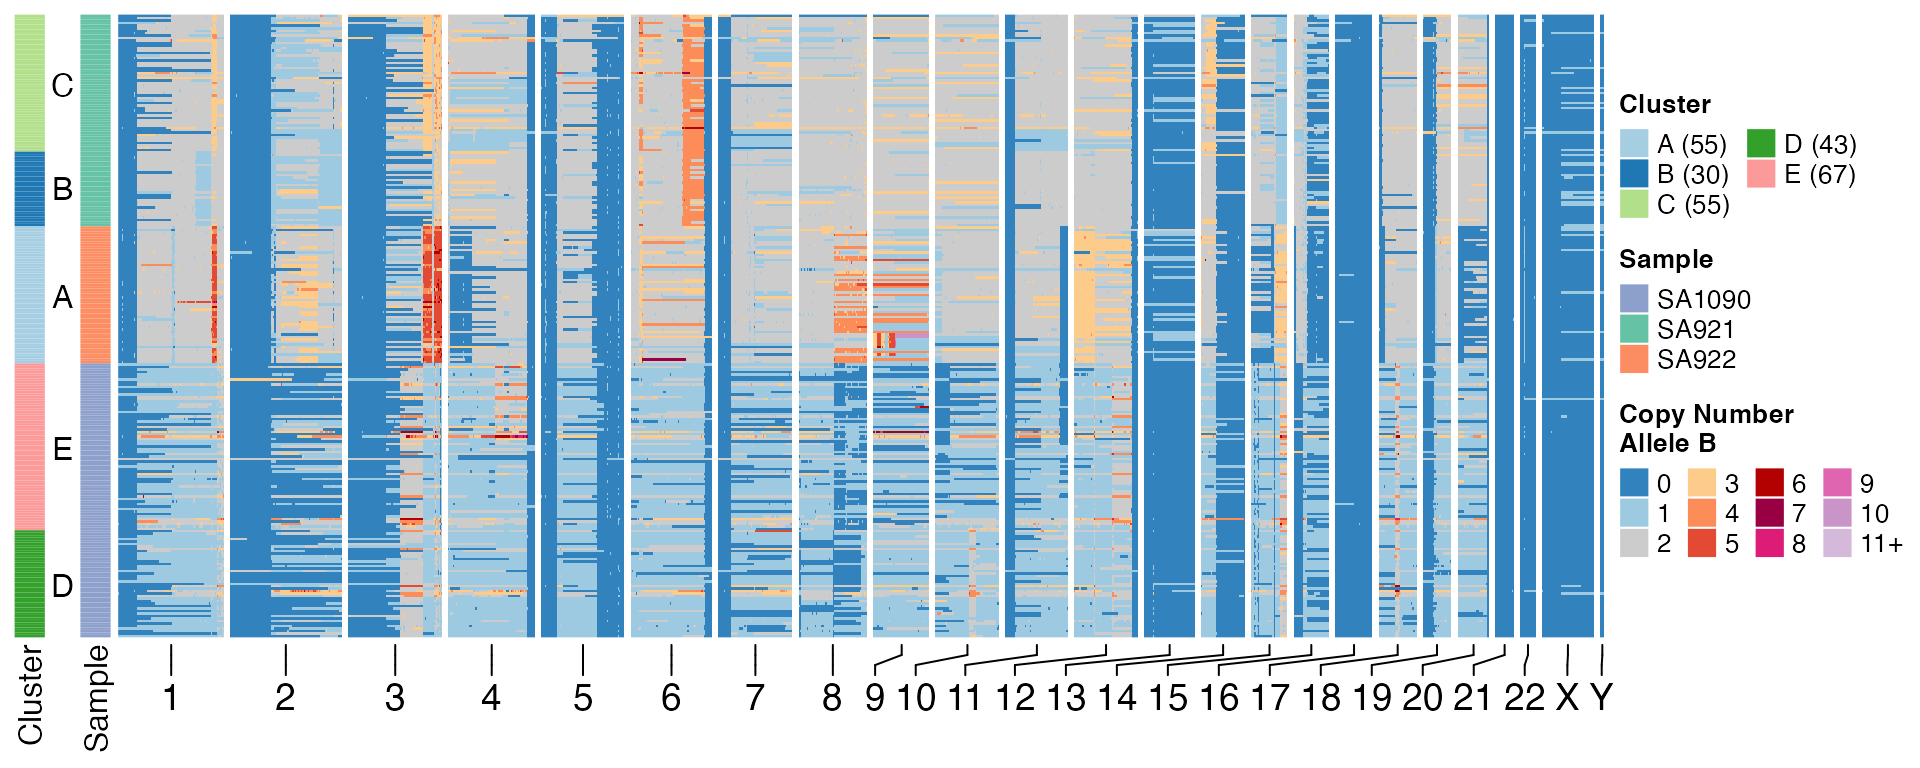 C
B
A
E
D
Cluster
Sample
1 2 3 4 5 6 7 8 9 10 11 12 13 14 15 16 17 18 19 20 21 22 X Y
Cluster
A (55) D (43)
B (30) E (67)
C (55)
Sample
SA1090
SA921
SA922
Copy Number
Allele B
0 3 6 9
1 4 7 10
2 5 8 11+